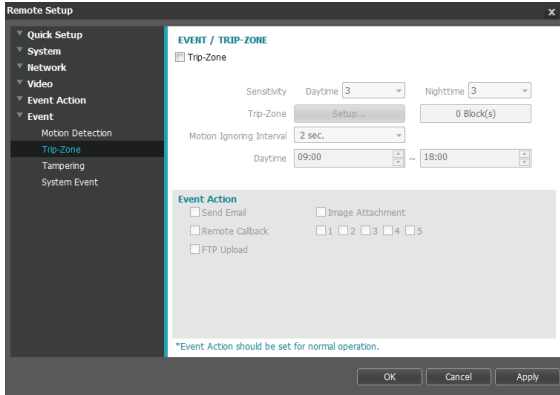 Remote Setup x
Quick Setup
System
Network
Video
Event Action
Event
Motion Detection
Trip-Zone
Tampering
System Event
EVENT / TRIP-ZONE
Trip-Zone
Sensitivity Daytime 3 Nighttime 3
Trip-Zone Setup... 0 Block(s)
Motion Ignoring Interval 2 sec.
Daytime 09:00 ~ 18:00
Event Action
Send Email Image Attachment
Remote Callback 1 2 3 4 5
FTP Upload
*Event Action should be set for normal operation.
OK Cancel Apply